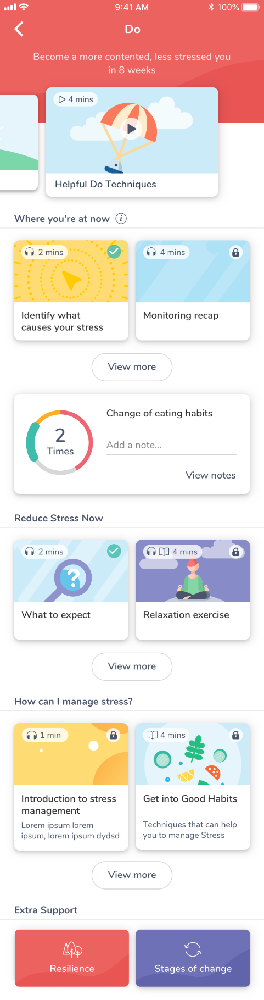 9:41 AM
100%
Do
Become a more contented, less stressed you
in 8 weeks
4 mins
Helpful Do Techniques
Where you're at now i
2 mins
4 mins
Identify what
causes your stress
Monitoring recap
View more
2
Times
Change of eating habits
Add a note...
View notes
Reduce Stress Now
2 mins
4 mins
?
What to expect
Relaxation exercise
View more
How can I manage stress?
1 min
4 mins
Introduction to stress
management
Lorem ipsum lorem
ipsum, lorem ipsum dydsd
Get into Good Habits
Techniques that can help
you to manage Stress
View more
Extra Support
Resilience
Stages of change